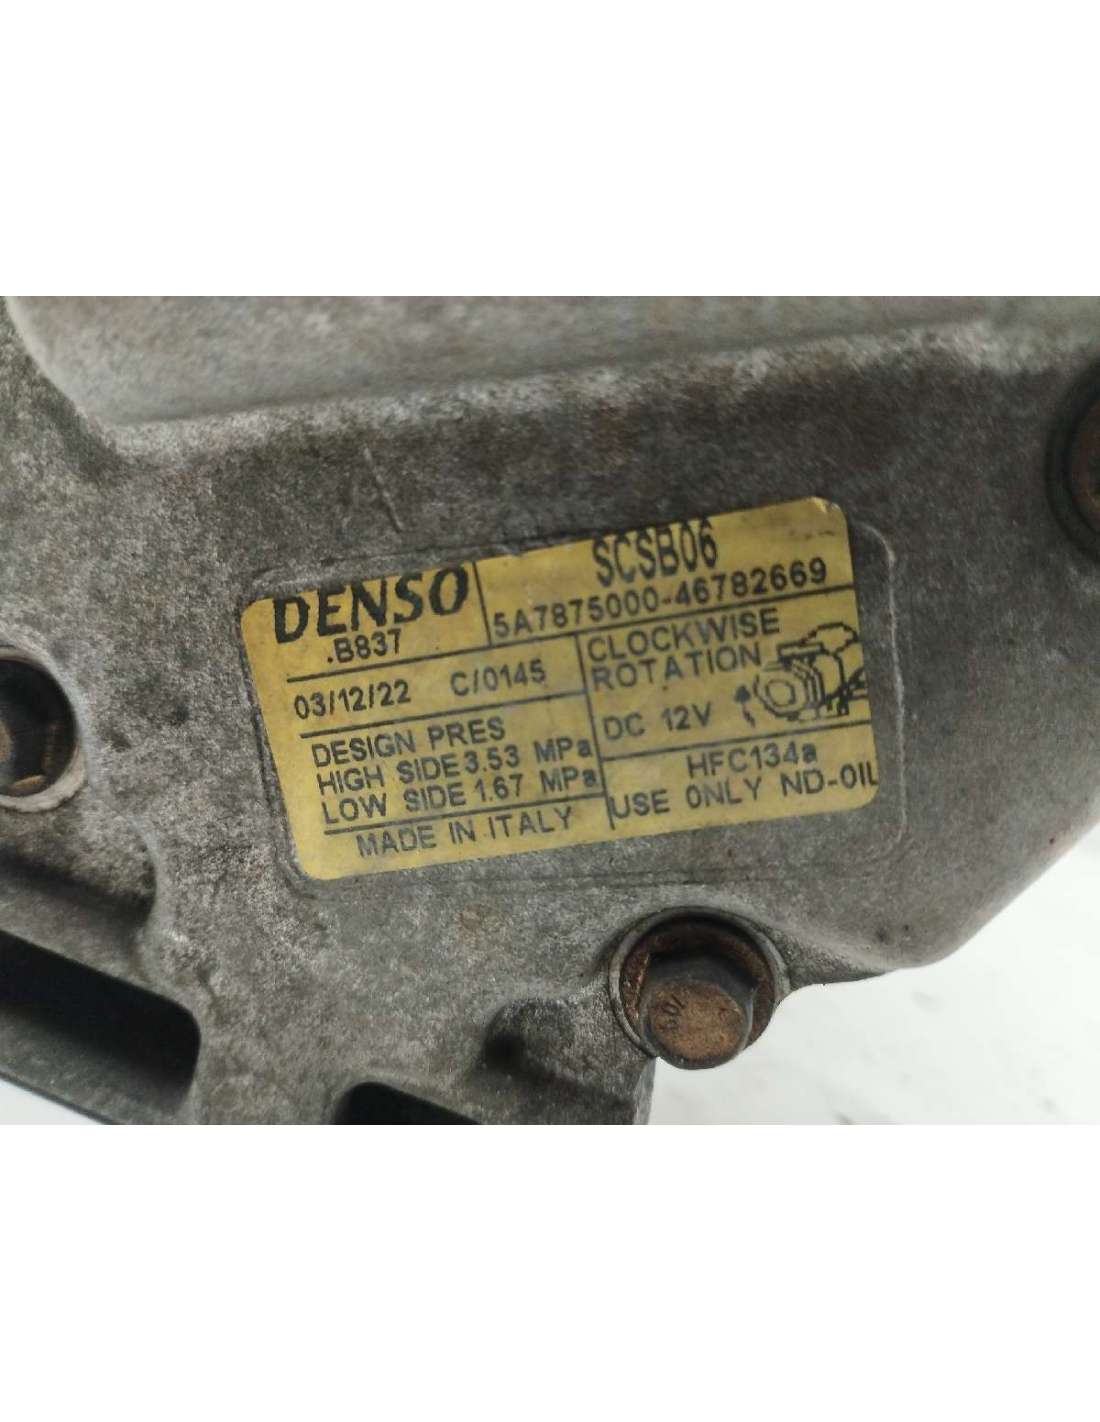 DENSO
.B837
SCSB06
5A7875000-46782669
03/12/22 C/0145
CLOCKWISE
ROTATION
DC 12V
DESIGN PRES
HIGH SIDE 3.53 MPa
LOW SIDE 1.67 MPa
HFC134a
USE ONLY ND-OIL
MADE IN ITALY